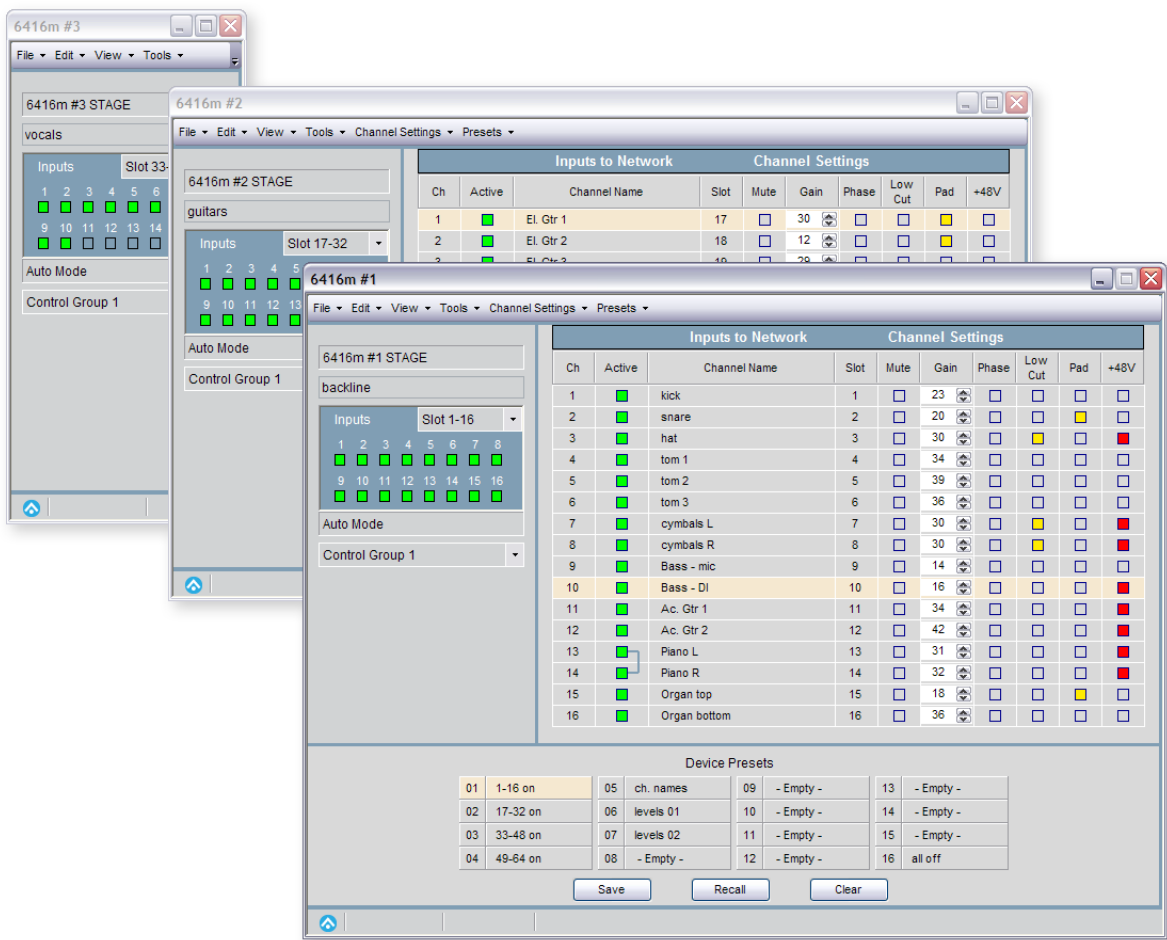 6416m #3
File Edit View Tools
6416m #3 STAGE
vocals
Inputs Slot 33-
1 2 3 4 5 6
9 10 11 12 13 14
Auto Mode
Control Group 1
6416m #2
File Edit View Tools Channel Settings Presets
6416m #2 STAGE
guitars
Inputs Slot 17-32
1 2 3 4 5
9 10 11 12 13
Auto Mode
Control Group 1
Inputs to Network Channel Settings
Ch Active Channel Name Slot Mute Gain Phase Low Cut Pad +48V
1 El. Gtr 1 17 30
2 El. Gtr 2 18 12
3 El. Gtr 3 19 29
6416m #1
File Edit View Tools Channel Settings Presets
6416m #1 STAGE
backline
Inputs Slot 1-16
1 2 3 4 5 6 7 8
9 10 11 12 13 14 15 16
Auto Mode
Control Group 1
Inputs to Network Channel Settings
Ch Active Channel Name Slot Mute Gain Phase Low Cut Pad +48V
1 kick 1 23
2 snare 2 20
3 hat 3 30
4 tom 1 4 34
5 tom 2 5 39
6 tom 3 6 36
7 cymbals L 7 30
8 cymbals R 8 30
9 Bass - mic 9 14
10 Bass - DI 10 16
11 Ac. Gtr 1 11 34
12 Ac. Gtr 2 12 42
13 Piano L 13 31
14 Piano R 14 32
15 Organ top 15 18
16 Organ bottom 16 36
Device Presets
01 1-16 on 05 ch. names 09 - Empty - 13 - Empty -
02 17-32 on 06 levels 01 10 - Empty - 14 - Empty -
03 33-48 on 07 levels 02 11 - Empty - 15 - Empty -
04 49-64 on 08 - Empty - 12 - Empty - 16 all off
Save Recall Clear